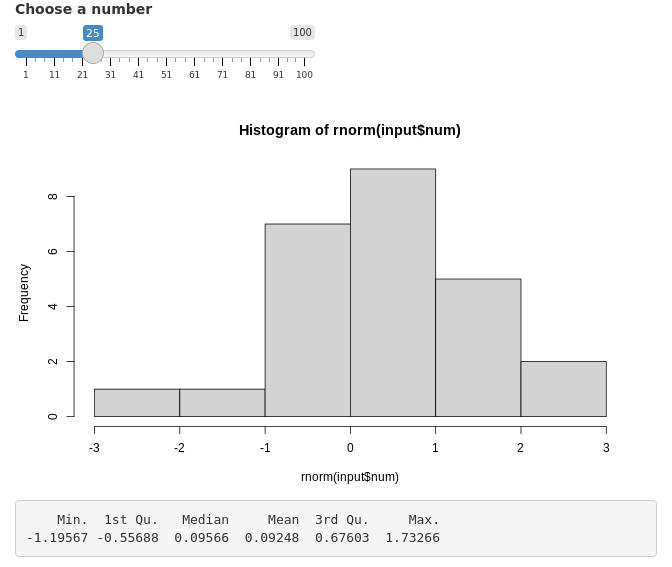 Choose a number
1 25 100
1 11 21 31 41 51 61 71 81 91 100
Histogram of rnorm(input$num)
Frequency
8
6
4
2
0
-3 -2 -1 0 1 2 3
rnorm(input$num)
Min. 1st Qu. Median Mean 3rd Qu. Max.
-1.19567 -0.55688 0.09566 0.09248 0.67603 1.73266